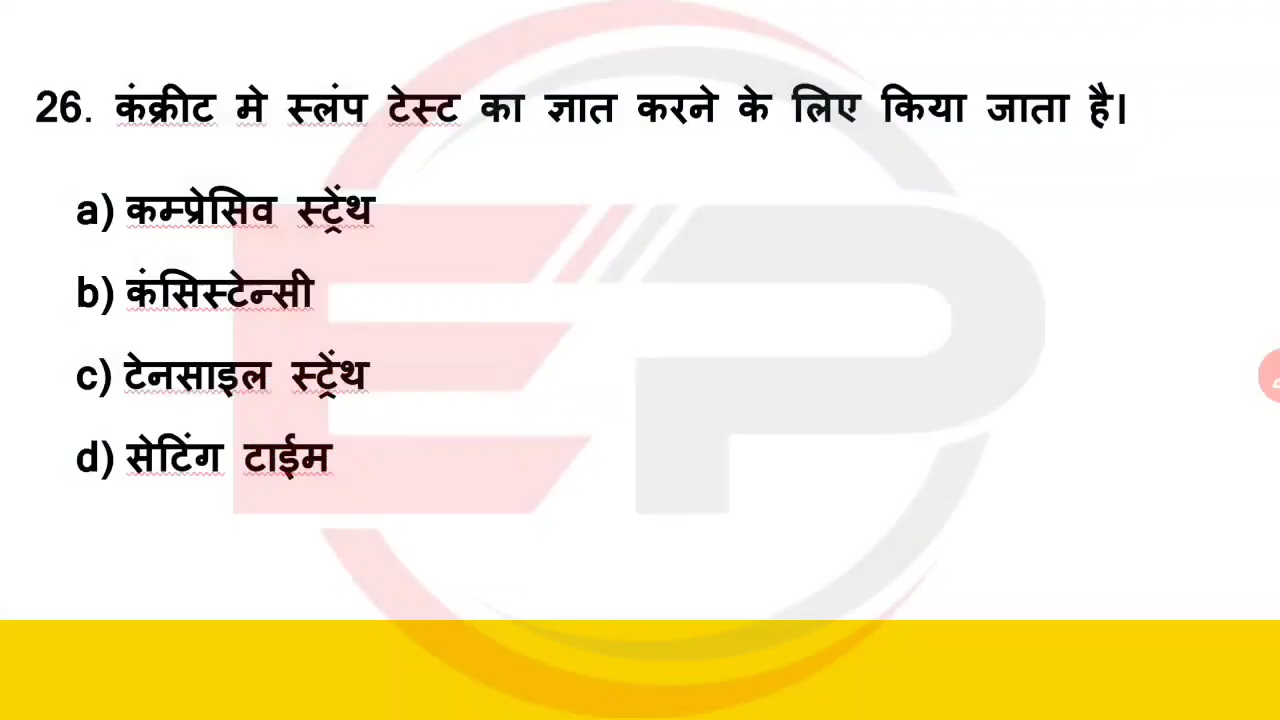 26. कंक्रीट मे स्लंप टेस्ट का ज्ञात करने के लिए किया जाता है।
a) कम्प्रेसिव स्ट्रेंथ
b) कंसिस्टेन्सी
c) टेनसाइल स्ट्रेंथ
d) सेटिंग टाईम